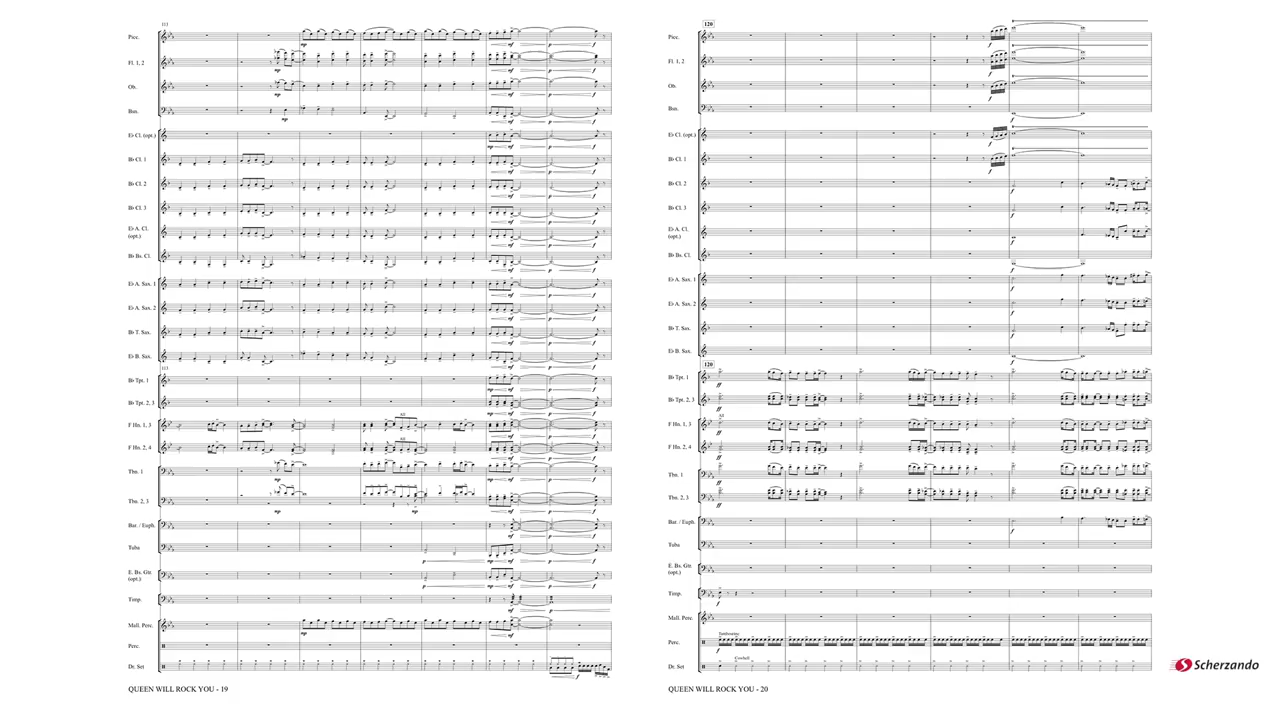 113
Picc.
Fl. 1, 2
Ob.
Bsn.
E♭ Cl. (opt.)
B♭ Cl. 1
B♭ Cl. 2
B♭ Cl. 3
E♭ A. Cl.
(opt.)
B♭ Bs. Cl.
E♭ A. Sax. 1
E♭ A. Sax. 2
B♭ T. Sax.
E♭ B. Sax.
113
B♭ Tpt. 1
B♭ Tpt. 2, 3
F Hn. 1, 3
All
F Hn. 2, 4
All
Tbn. 1
Tbn. 2, 3
Bar. / Euph.
Tuba
E. Bs. Gtr.
(opt.)
Timp.
Mall. Perc.
Perc.
Dr. Set
QUEEN WILL ROCK YOU - 19
120
Picc.
Fl. 1, 2
Ob.
Bsn.
E♭ Cl. (opt.)
B♭ Cl. 1
B♭ Cl. 2
B♭ Cl. 3
E♭ A. Cl.
(opt.)
B♭ Bs. Cl.
E♭ A. Sax. 1
E♭ A. Sax. 2
B♭ T. Sax.
E♭ B. Sax.
120
B♭ Tpt. 1
B♭ Tpt. 2, 3
All
F Hn. 1, 3
F Hn. 2, 4
Tbn. 1
Tbn. 2, 3
Bar. / Euph.
Tuba
E. Bs. Gtr.
(opt.)
Timp.
Mall. Perc.
Tambourine
Perc.
Cowbell
Dr. Set
QUEEN WILL ROCK YOU - 20
Scherzando